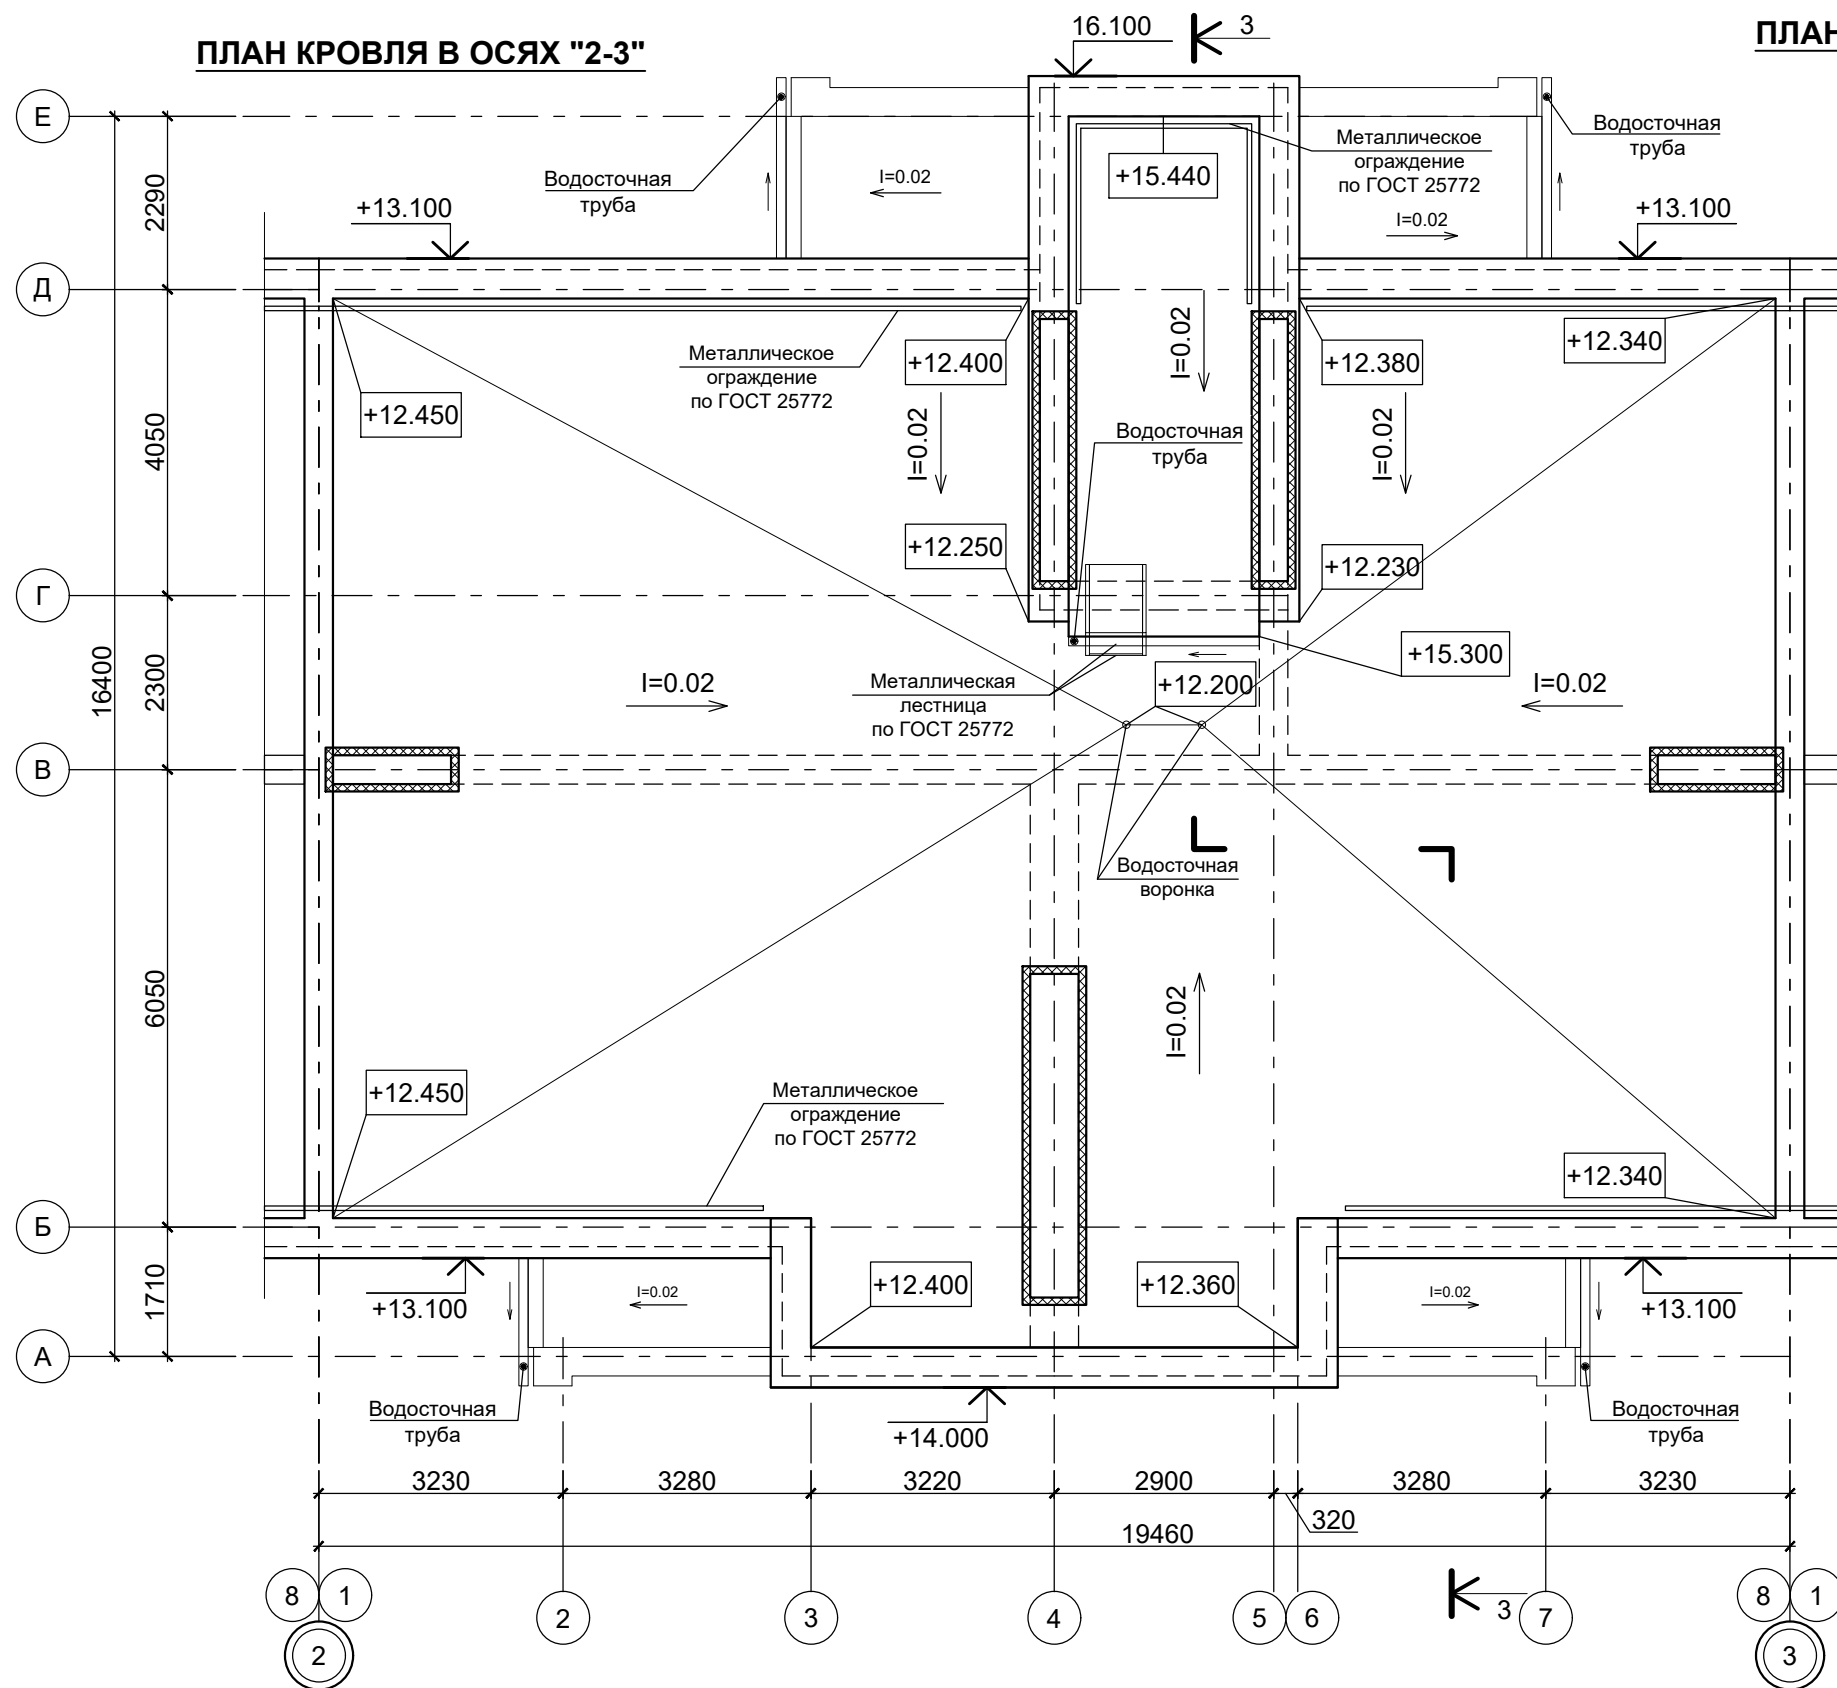 ПЛАН КРОВЛЯ В ОСЯХ "2-3"
16.100
3
ПЛАН
Е
Водосточная
труба
I=0.02
+15.440
Металлическое
ограждение
по ГОСТ 25772
Водосточная
труба
I=0.02
2290
+13.100
+13.100
Д
Металлическое
ограждение
по ГОСТ 25772
+12.400
I=0.02
+12.380
+12.340
+12.450
4050
I=0.02
Водосточная
труба
I=0.02
+12.250
+12.230
Г
16400
2300
I=0.02
Металлическая
лестница
по ГОСТ 25772
+12.200
+15.300
I=0.02
В
Водосточная
воронка
6050
I=0.02
+12.450
Металлическое
ограждение
по ГОСТ 25772
+12.340
Б
1710
+13.100
I=0.02
+12.400
+12.360
I=0.02
+13.100
А
Водосточная
труба
+14.000
Водосточная
труба
3230
3280
3220
2900
3280
3230
320
19460
8
1
2
3
4
5
6
3
7
8
1
2
3